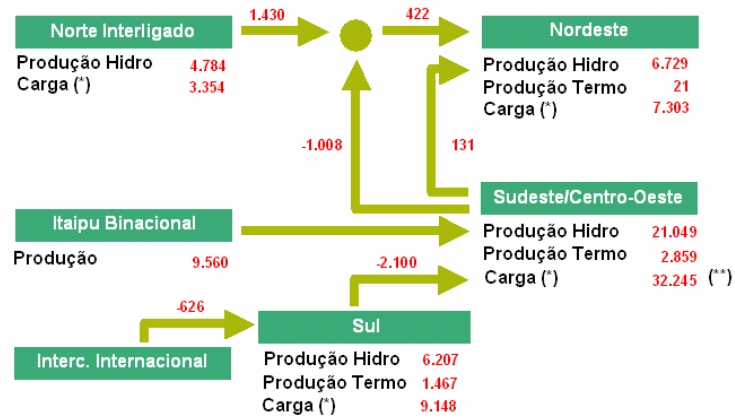 Norte Interligado
1.430
422
Nordeste
Produção Hidro 4.784
Carga (*) 3.354
Produção Hidro 6.729
Produção Termo 21
Carga (*) 7.303
-1.008
131
Sudeste/Centro-Oeste
Itaipu Binacional
Produção Hidro 21.049
Produção Termo 2.859
Carga (*) 32.245 (**)
Produção 9.560
-2.100
-626
Sul
Interc. Internacional
Produção Hidro 6.207
Produção Termo 1.467
Carga (*) 9.148